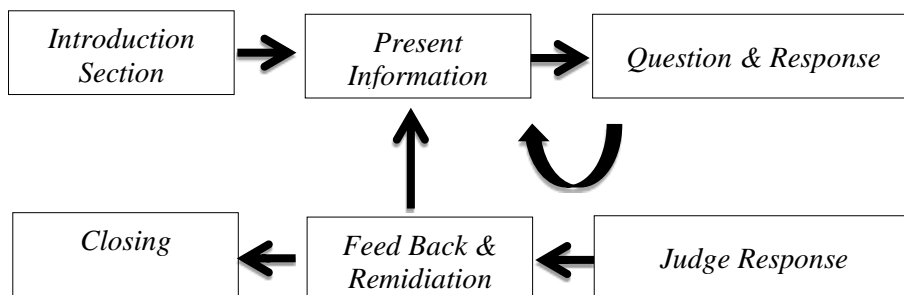 Introduction
Section
Present
Information
Question & Response
Closing
Feed Back &
Remidiation
Judge Response